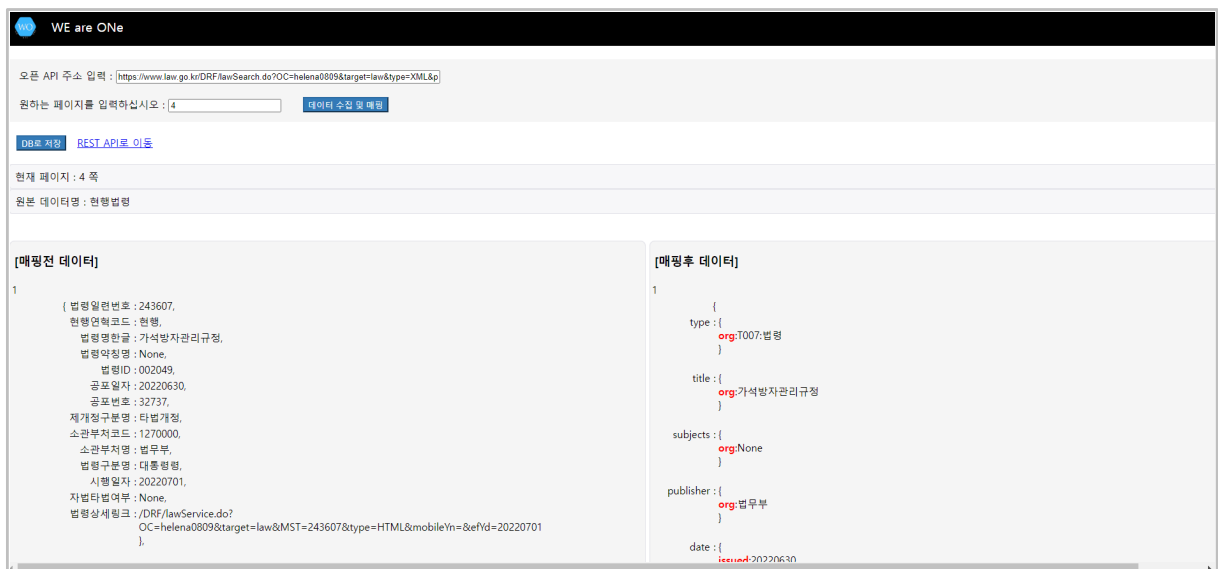 WO WE are ONe
오픈 API 주소 입력 : https://www.law.go.kr/DRF/lawSearch.do?OC=helena0809&target=law&type=XML&p
원하는 페이지를 입력하십시오 : 4 데이터 수집 및 매핑
DB로 저장 REST API로 이동
현재 페이지 : 4 쪽
원본 데이터명 : 현행법령
[매핑전 데이터]
1
{ 법령일련번호 : 243607,
현행연혁코드 : 현행,
법령명한글 : 가석방자관리규정,
법령약칭명 : None,
법령ID : 002049,
공포일자 : 20220630,
공포번호 : 32737,
제개정구분명 : 타법개정,
소관부처코드 : 1270000,
소관부처명 : 법무부,
법령구분명 : 대통령령,
시행일자 : 20220701,
자법타법여부 : None,
법령상세링크 : /DRF/lawService.do?
OC=helena0809&target=law&MST=243607&type=HTML&mobileYn=&efYd=20220701
},
[매핑후 데이터]
1
{
type : {
org:T007:법령
}
title : {
org:가석방자관리규정
}
subjects : {
org:None
}
publisher : {
org:법무부
}
date : {
issued:20220630